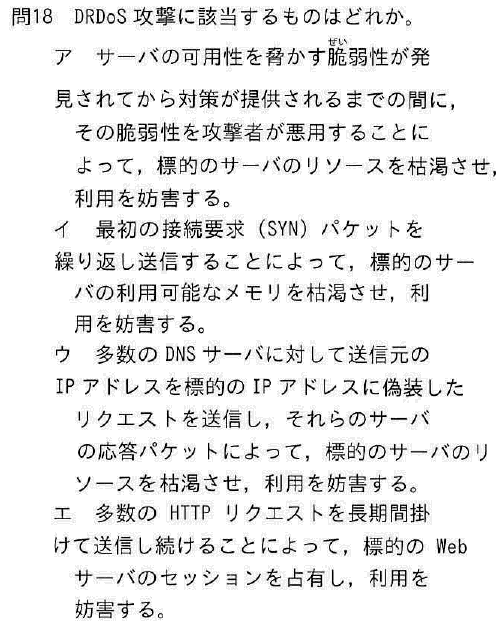 問18　DRDoS 攻撃に該当するものはどれか。
ア　サーバの可用性を脅かす脆弱性が発
ぜい
見されてから対策が提供されるまでの間に，
その脆弱性を攻撃者が悪用することに
よって，標的のサーバのリソースを枯渇させ，
利用を妨害する。
イ　最初の接続要求（SYN）パケットを
繰り返し送信することによって，標的のサー
バの利用可能なメモリを枯渇させ，利
用を妨害する。
ウ　多数の DNS サーバに対して送信元の
IP アドレスを標的の IP アドレスに偽装した
リクエストを送信し，それらのサーバ
の応答パケットによって，標的のサーバのリ
ソースを枯渇させ，利用を妨害する。
エ　多数の HTTP リクエストを長期間掛
けて送信し続けることによって，標的の Web
サーバのセッションを占有し，利用を
妨害する。